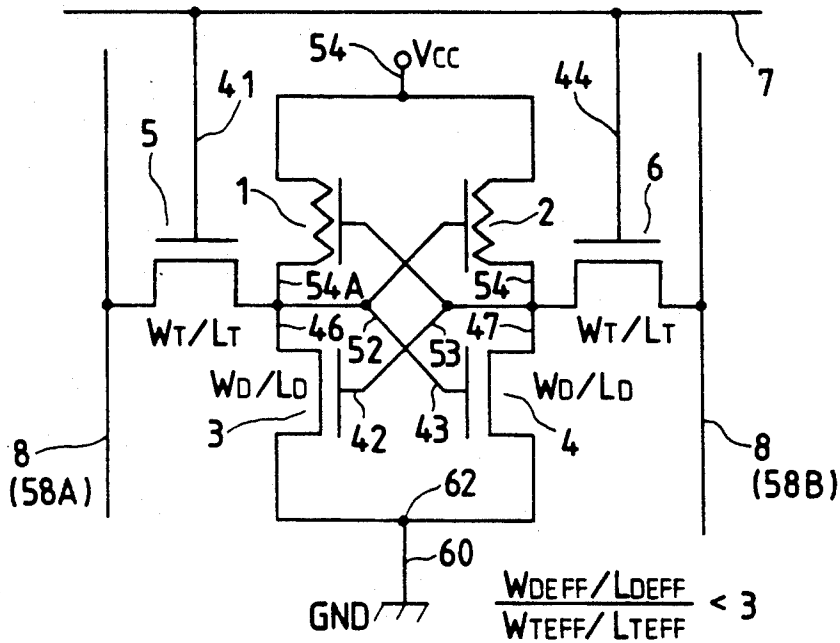 54
VCC
7
41
44
5
6
1
2
54A
54
46
52
53
47
WT/LT
WT/LT
WD/LD
WD/LD
3
42
43
4
8
(58A)
8
(58B)
62
60
GND
WDEFF/LDEFF
WTEFF/LTEFF
< 3